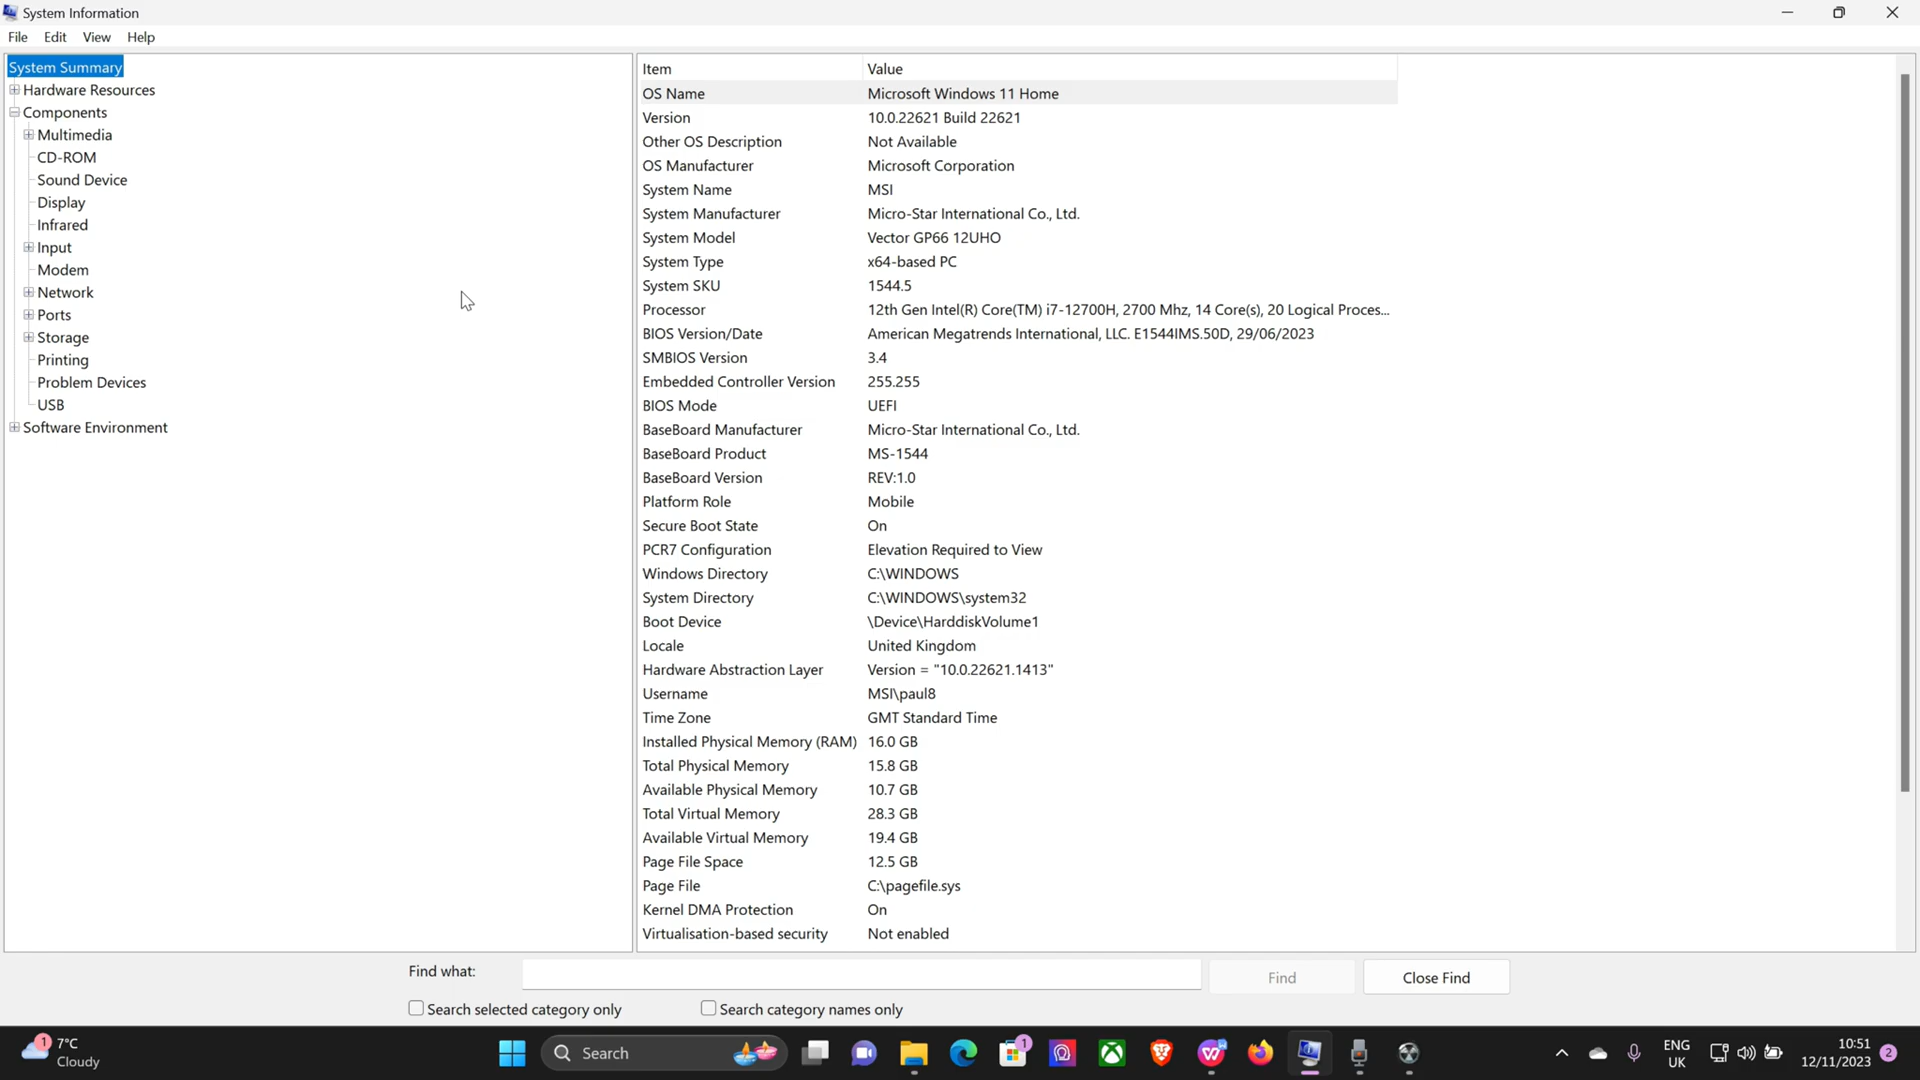 System Information
File Edit View Help
System Summary
Hardware Resources
Components
Multimedia
CD-ROM
Sound Device
Display
Infrared
Input
Modem
Network
Ports
Storage
Printing
Problem Devices
USB
Software Environment
Item Value
OS Name Microsoft Windows 11 Home
Version 10.0.22621 Build 22621
Other OS Description Not Available
OS Manufacturer Microsoft Corporation
System Name MSI
System Manufacturer Micro-Star International Co., Ltd.
System Model Vector GP66 12UHO
System Type x64-based PC
System SKU 1544.5
Processor 12th Gen Intel(R) Core(TM) i7-12700H, 2700 Mhz, 14 Core(s), 20 Logical Proces...
BIOS Version/Date American Megatrends International, LLC. E1544IMS.50D, 29/06/2023
SMBIOS Version 3.4
Embedded Controller Version 255.255
BIOS Mode UEFI
BaseBoard Manufacturer Micro-Star International Co., Ltd.
BaseBoard Product MS-1544
BaseBoard Version REV:1.0
Platform Role Mobile
Secure Boot State On
PCR7 Configuration Elevation Required to View
Windows Directory C:\WINDOWS
System Directory C:\WINDOWS\system32
Boot Device \Device\HarddiskVolume1
Locale United Kingdom
Hardware Abstraction Layer Version = "10.0.22621.1413"
Username MSI\paul8
Time Zone GMT Standard Time
Installed Physical Memory (RAM) 16.0 GB
Total Physical Memory 15.8 GB
Available Physical Memory 10.7 GB
Total Virtual Memory 28.3 GB
Available Virtual Memory 19.4 GB
Page File Space 12.5 GB
Page File C:\pagefile.sys
Kernel DMA Protection On
Virtualisation-based security Not enabled
Find what: Find Close Find
Search selected category only Search category names only
1 7°C
Cloudy
Search
1
ENG
UK
10:51
12/11/2023 2